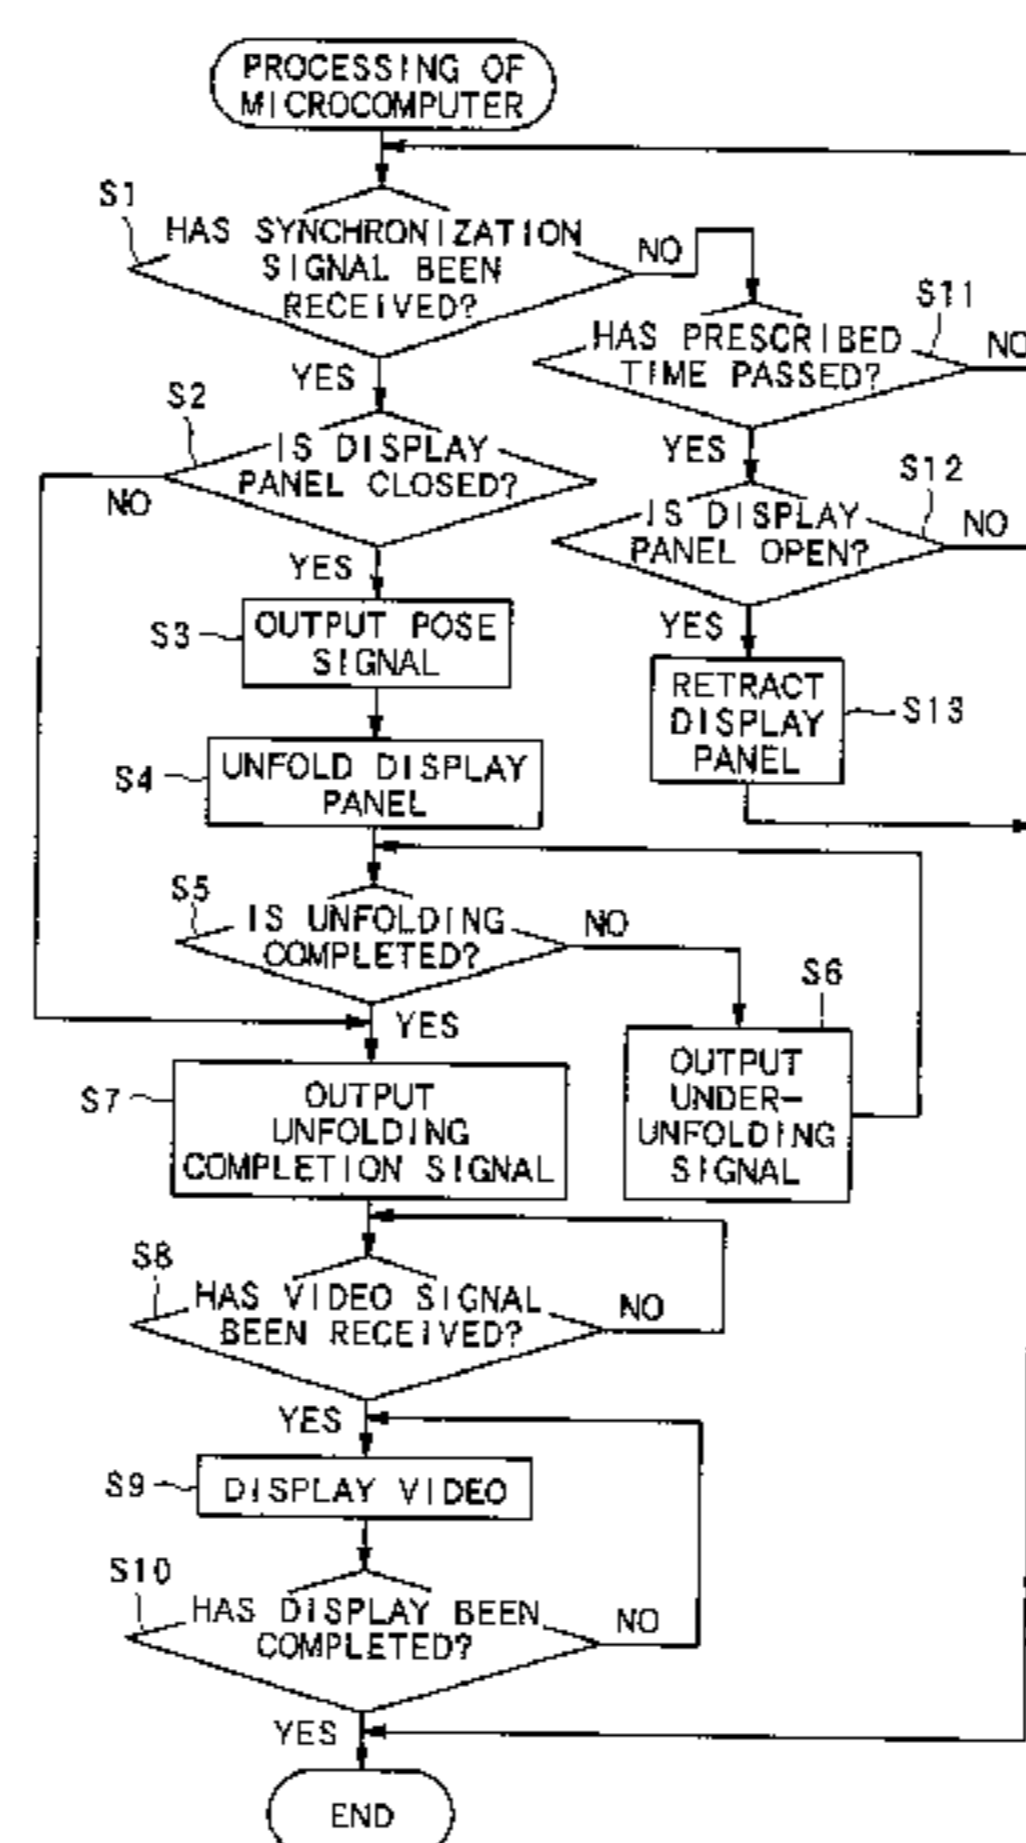 PROCESSING OF
MICROCOMPUTER
S1
HAS SYNCHRONIZATION
SIGNAL BEEN
RECEIVED?
NO
YES
S11
HAS PRESCRIBED
TIME PASSED?
NO
YES
S2
IS DISPLAY
PANEL CLOSED?
NO
YES
S12
IS DISPLAY
PANEL OPEN?
NO
YES
S3
OUTPUT POSE
SIGNAL
S13
RETRACT
DISPLAY
PANEL
S4
UNFOLD DISPLAY
PANEL
S5
IS UNFOLDING
COMPLETED?
NO
YES
S6
OUTPUT
UNDER-
UNFOLDING
SIGNAL
S7
OUTPUT
UNFOLDING
COMPLETION SIGNAL
S8
HAS VIDEO SIGNAL
BEEN RECEIVED?
NO
YES
S9
DISPLAY VIDEO
S10
HAS DISPLAY BEEN
COMPLETED?
NO
YES
END